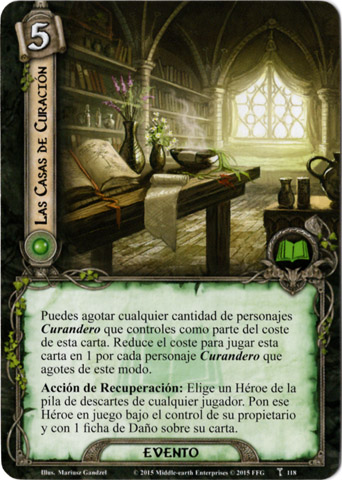 5
LAS CASAS DE CURACIÓN
Puedes agotar cualquier cantidad de personajes
Curandero que controles como parte del coste
de esta carta. Reduce el coste para jugar esta
carta en 1 por cada personaje Curandero que
agotes de este modo.
Acción de Recuperación: Elige un Héroe de la
pila de descartes de cualquier jugador. Pon ese
Héroe en juego bajo el control de su propietario
y con 1 ficha de Daño sobre su carta.
EVENTO
Illus. Mariusz Gandzel © 2015 Middle-earth Enterprises © 2015 FFG 118